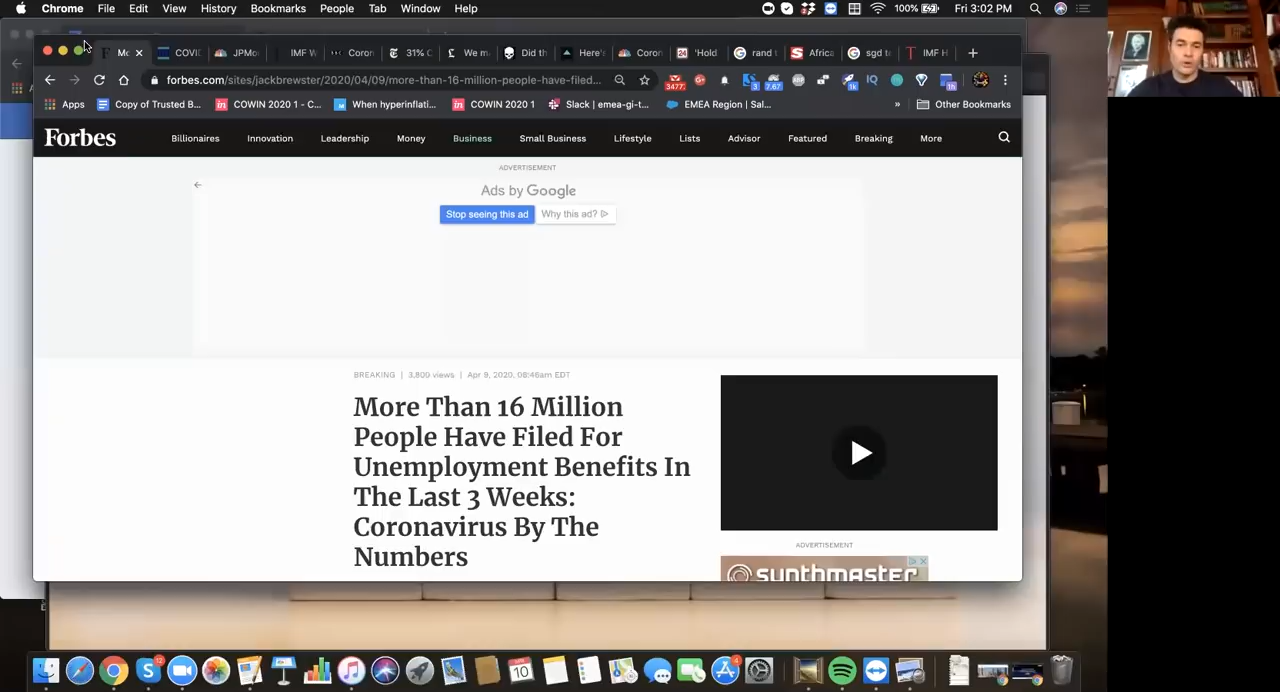 Chrome File Edit View History Bookmarks People Tab Window Help 100% Fri 3:02 PM
Mc COVI JPMo IMF W Coron 31% C We m Did th Here' Coron 'Hold rand t Africa sgd t IMF H
forbes.com/sites/jackbrewster/2020/04/09/more-than-16-million-people-have-filed...
Apps Copy of Trusted B... COWIN 2020 1 - C... When hyperinflati... COWIN 2020 1 Slack | emea-gi-t... EMEA Region | Sal... » Other Bookmarks
Forbes Billionaires Innovation Leadership Money Business Small Business Lifestyle Lists Advisor Featured Breaking More
ADVERTISEMENT
Ads by Google
Stop seeing this ad Why this ad?
BREAKING | 3,809 views | Apr 9, 2020, 08:46am EDT
More Than 16 Million
People Have Filed For
Unemployment Benefits In
The Last 3 Weeks:
Coronavirus By The
Numbers
ADVERTISEMENT
sunthmaster